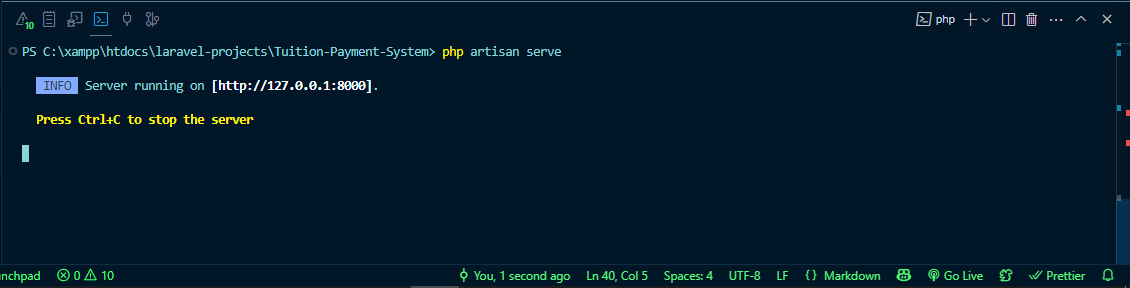 10
php
PS C:\xampp\htdocs\laravel-projects\Tuition-Payment-System> php artisan serve
INFO Server running on [http://127.0.0.1:8000].
Press Ctrl+C to stop the server
nchpad 0 10 You, 1 second ago Ln 40, Col 5 Spaces: 4 UTF-8 LF {} Markdown Go Live Prettier